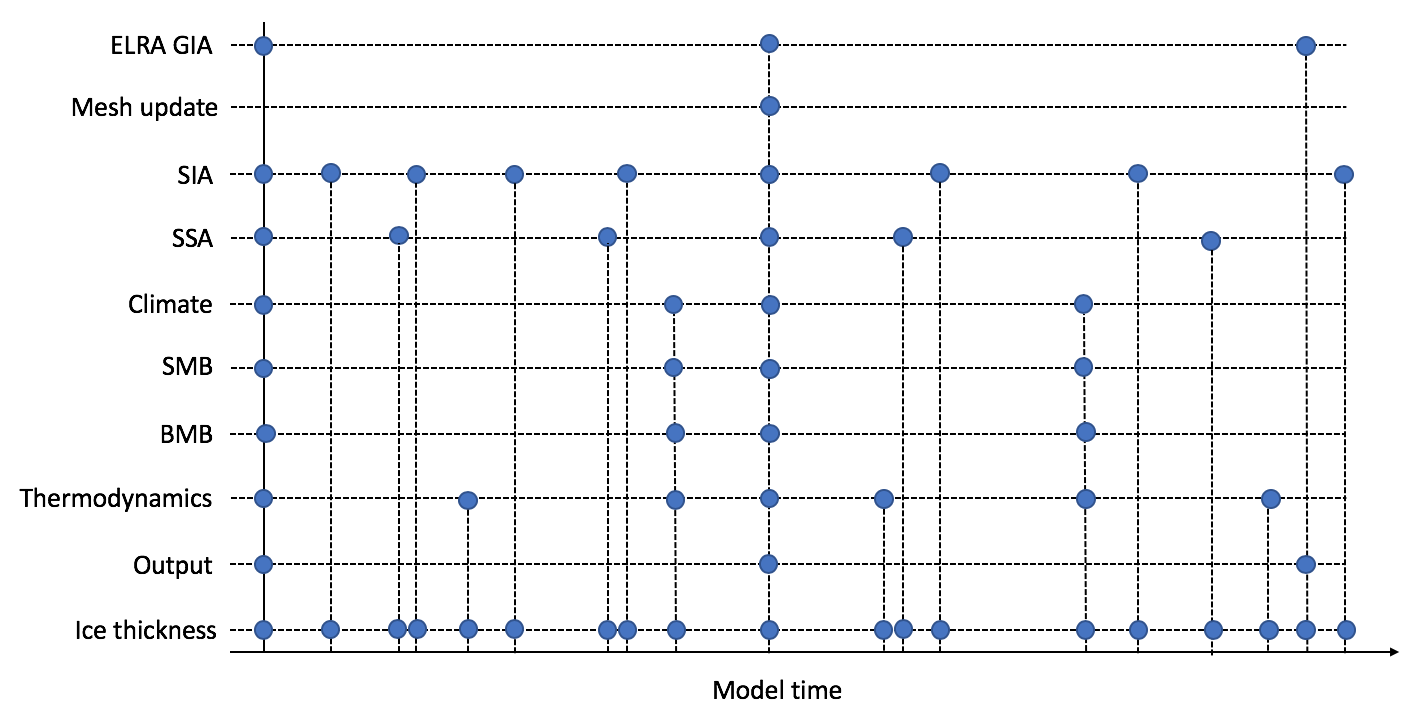 ELRA GIA
Mesh update
SIA
SSA
Climate
SMB
BMB
Thermodynamics
Output
Ice thickness
Model time